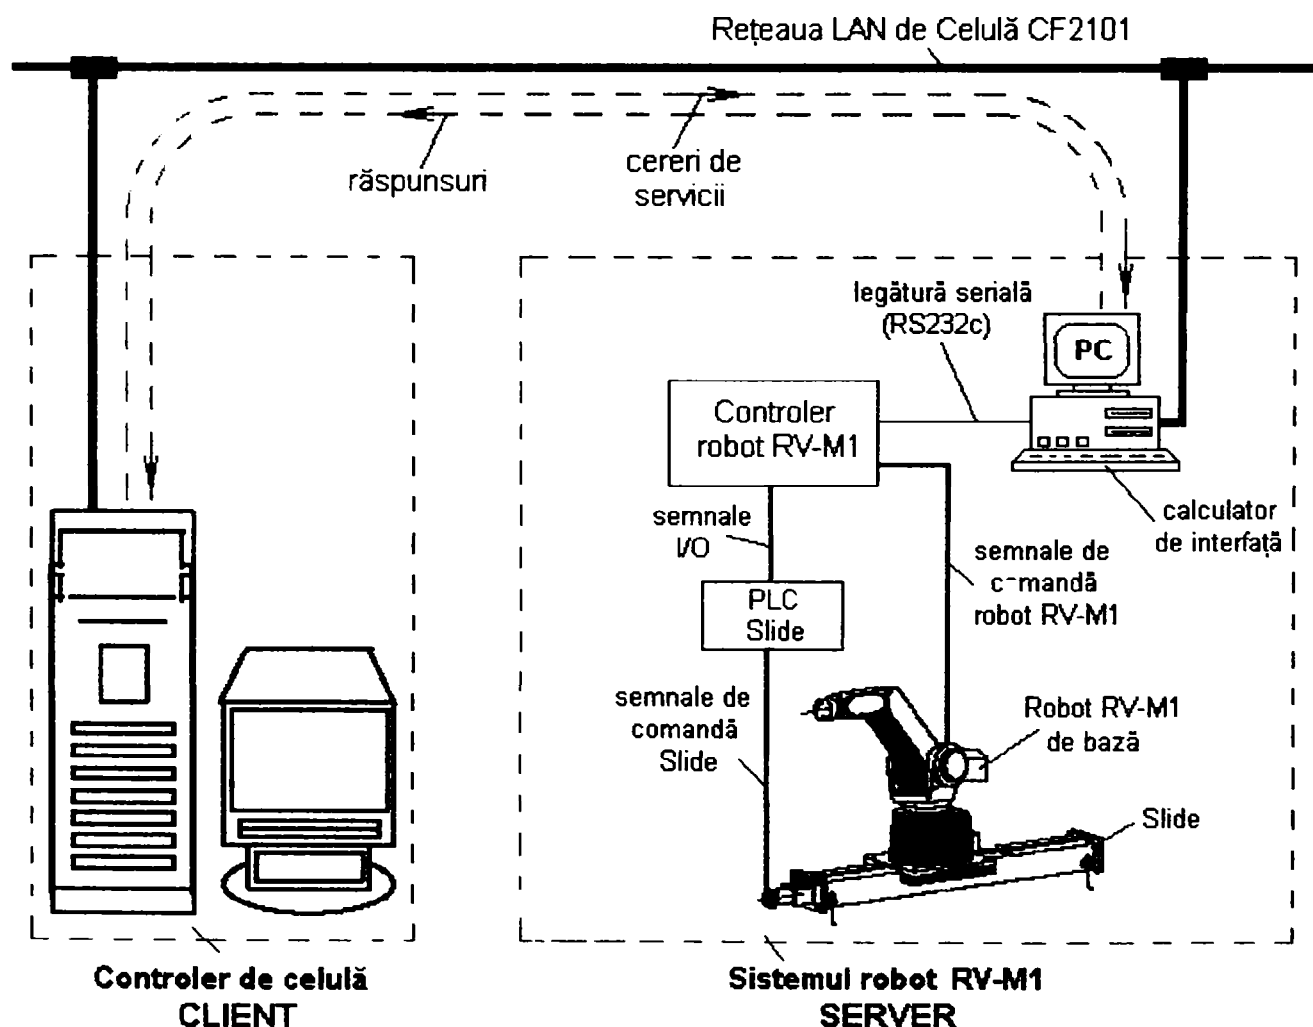 Rețeaua LAN de Celulă CF2101
cereri de
servicii
răspunsuri
legătură serială
(RS232c)
PC
Controler
robot RV-M1
calculator
de interfață
semnale
I/O
semnale de
comandă
robot RV-M1
PLC
Slide
semnale de
comandă
Slide
Robot RV-M1
de bază
Slide
Controler de celulă
CLIENT
Sistemul robot RV-M1
SERVER